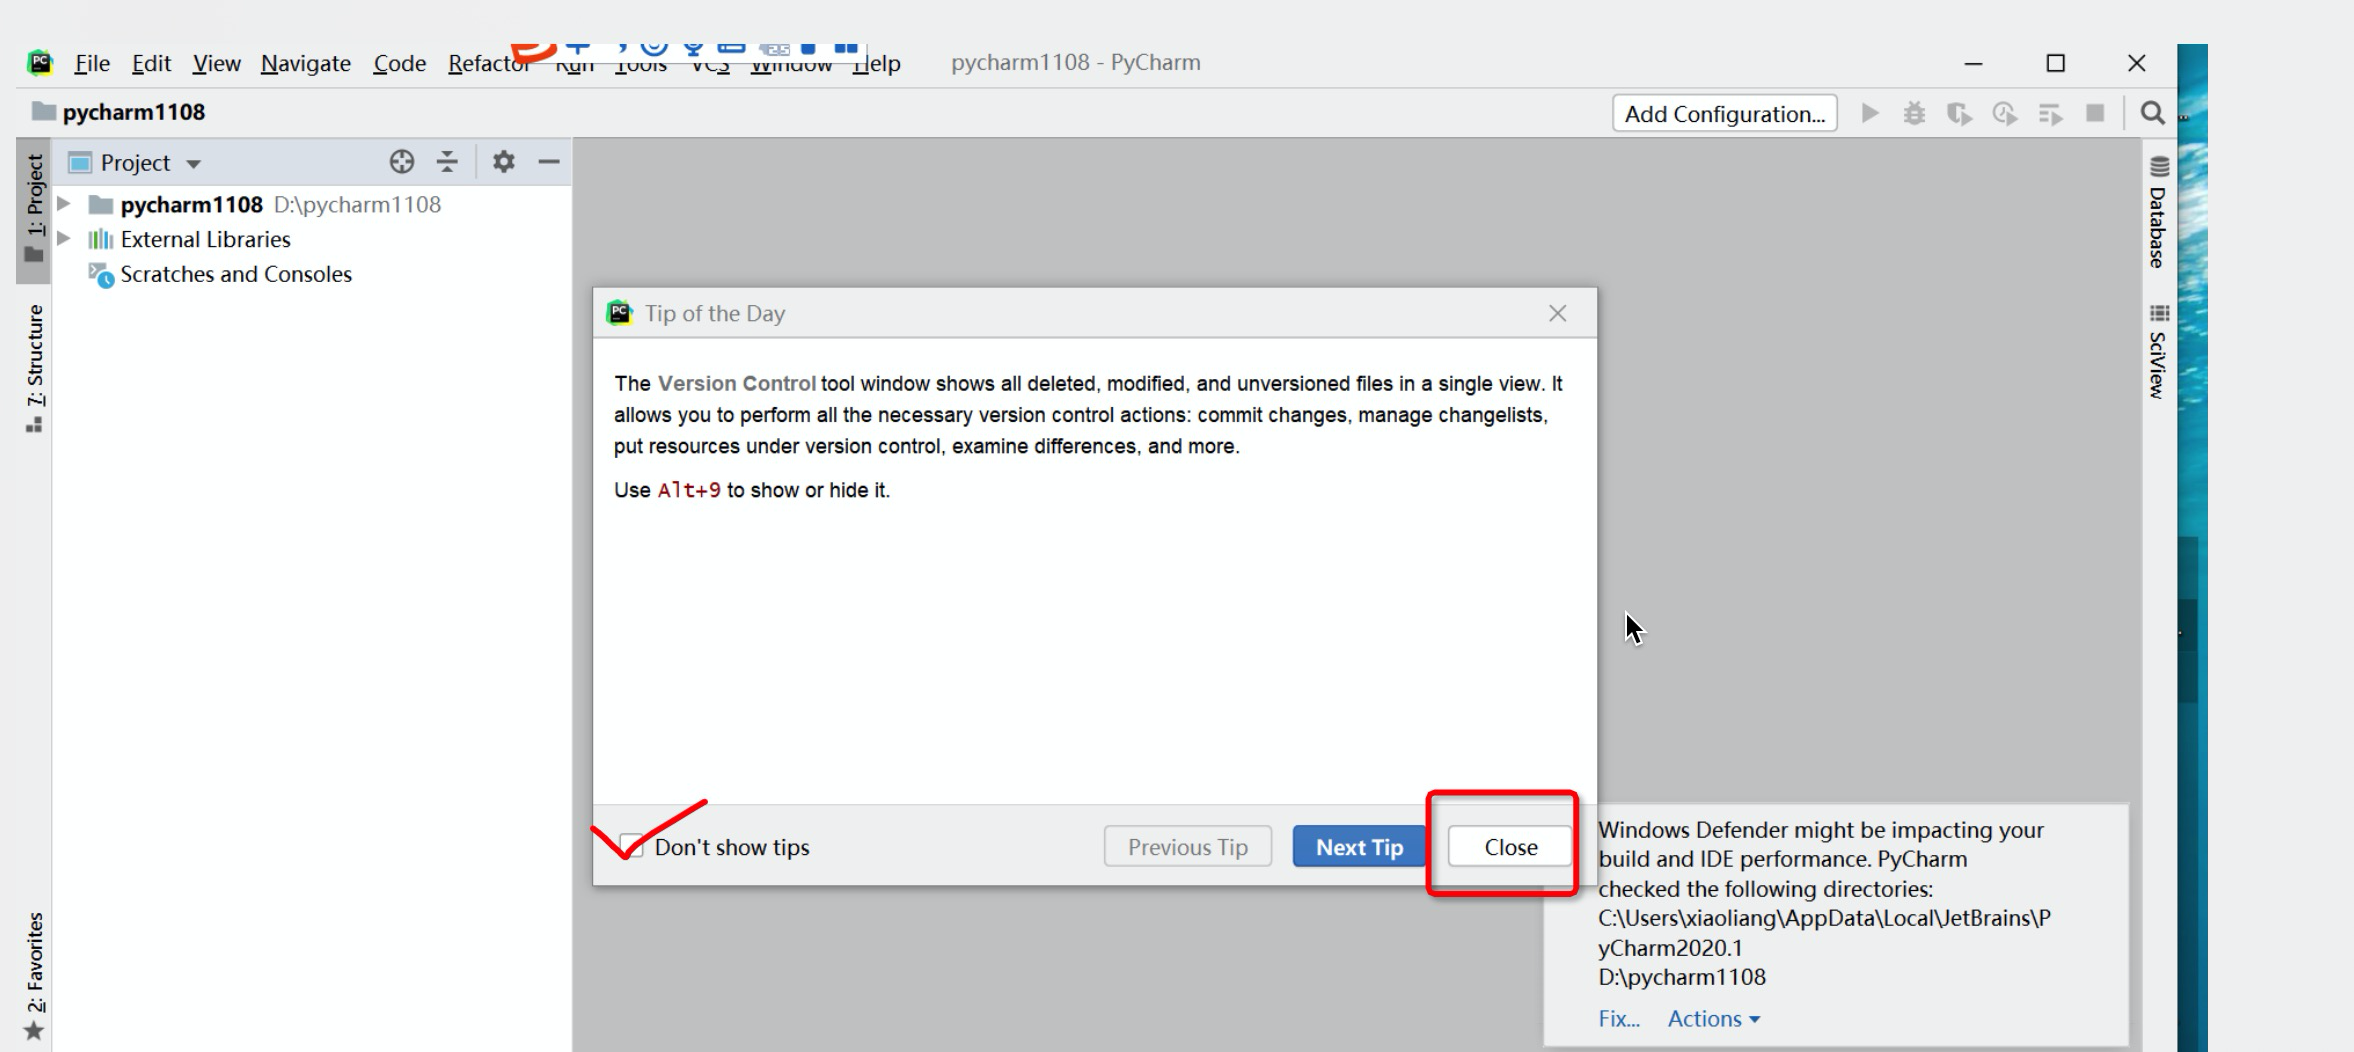 File Edit View Navigate Code Refactor Run Tools VCS Window Help pycharm1108 - PyCharm
pycharm1108
Add Configuration...
1: Project
Project
pycharm1108 D:\pycharm1108
External Libraries
Scratches and Consoles
7: Structure
2: Favorites
Database
SciView
Tip of the Day
The Version Control tool window shows all deleted, modified, and unversioned files in a single view. It
allows you to perform all the necessary version control actions: commit changes, manage changelists,
put resources under version control, examine differences, and more.
Use Alt+9 to show or hide it.
Don't show tips
Previous Tip
Next Tip
Close
Windows Defender might be impacting your
build and IDE performance. PyCharm
checked the following directories:
C:\Users\xiaoliang\AppData\Local\JetBrains\P
yCharm2020.1
D:\pycharm1108
Fix... Actions